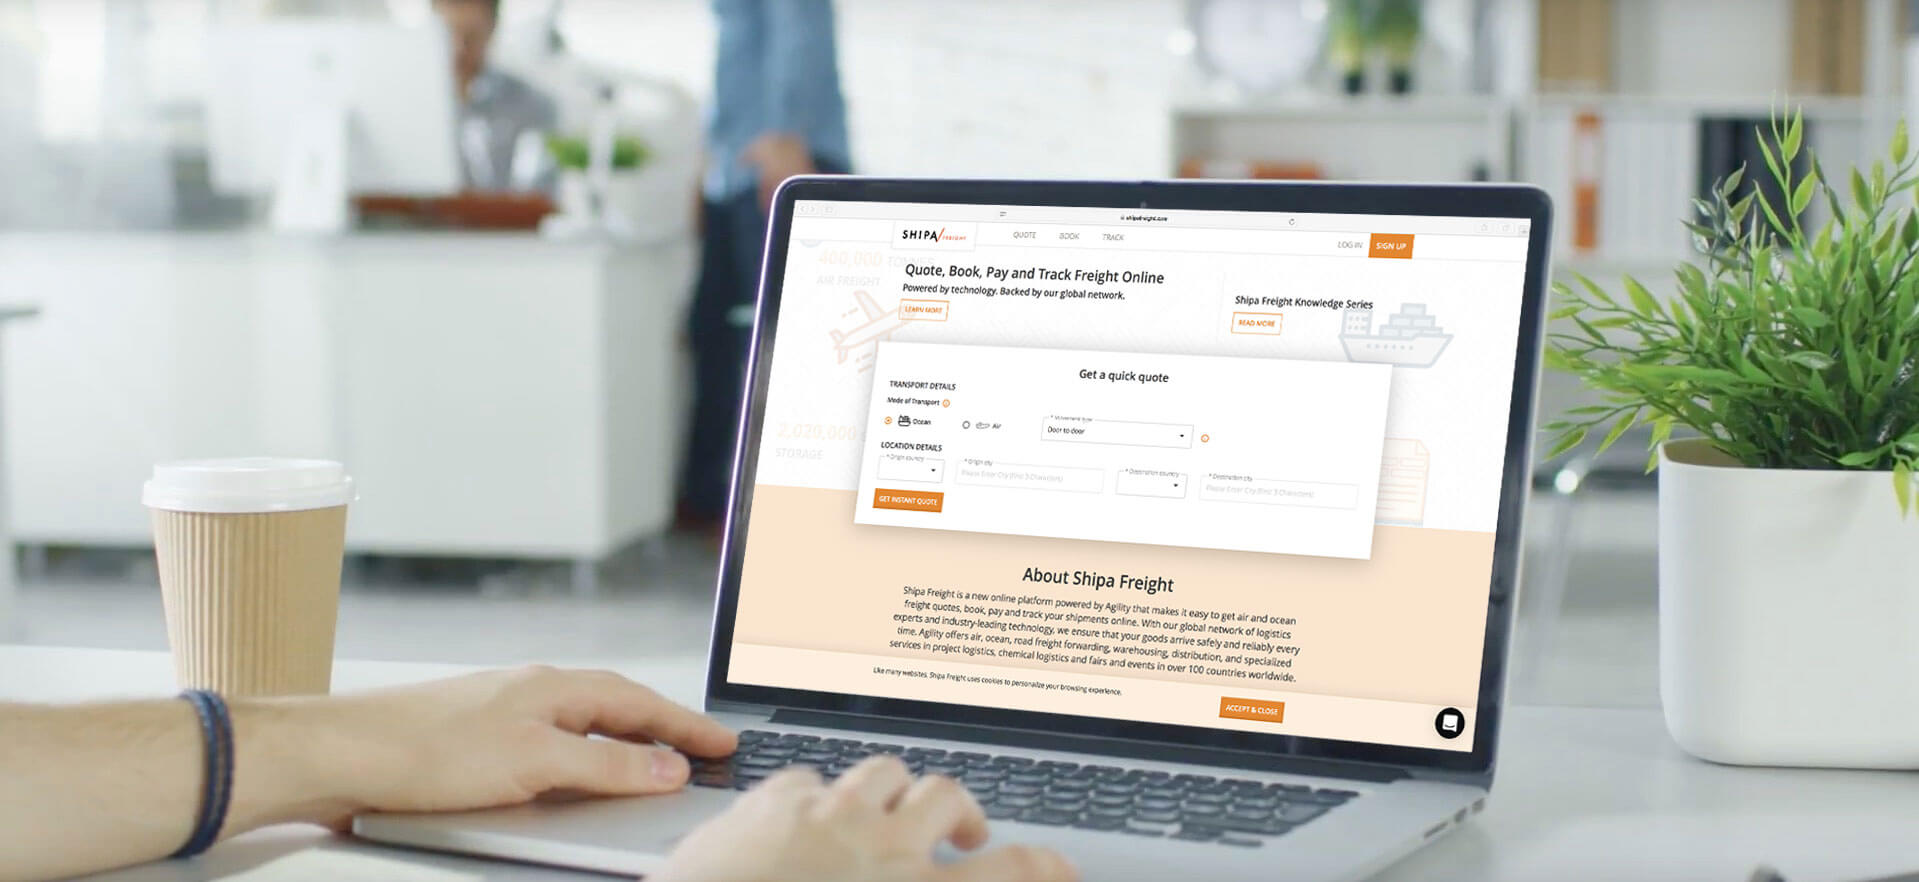 shipafreight.com
SHIPA FREIGHT
QUOTE BOOK TRACK
LOG IN SIGN UP
400,000 TONNES
AIR FREIGHT
Quote, Book, Pay and Track Freight Online
Powered by technology. Backed by our global network.
LEARN MORE
Shipa Freight Knowledge Series
READ MORE
Get a quick quote
TRANSPORT DETAILS
Mode of Transport
Ocean Air
* Movement type
Door to door
2,020,000
STORAGE
LOCATION DETAILS
* Origin country * Origin city * Destination country * Destination city
Please Enter City (First 3 Characters) Please Enter City (First 3 Characters)
GET INSTANT QUOTE
About Shipa Freight
Shipa Freight is a new online platform powered by Agility that makes it easy to get air and ocean
freight quotes, book, pay and track your shipments online. With our global network of logistics
experts and industry-leading technology, we ensure that your goods arrive safely and reliably every
time. Agility offers air, ocean, road freight forwarding, warehousing, distribution, and specialized
services in project logistics, chemical logistics and fairs and events in over 100 countries worldwide.
Like many websites, Shipa Freight uses cookies to personalize your browsing experience.
ACCEPT & CLOSE